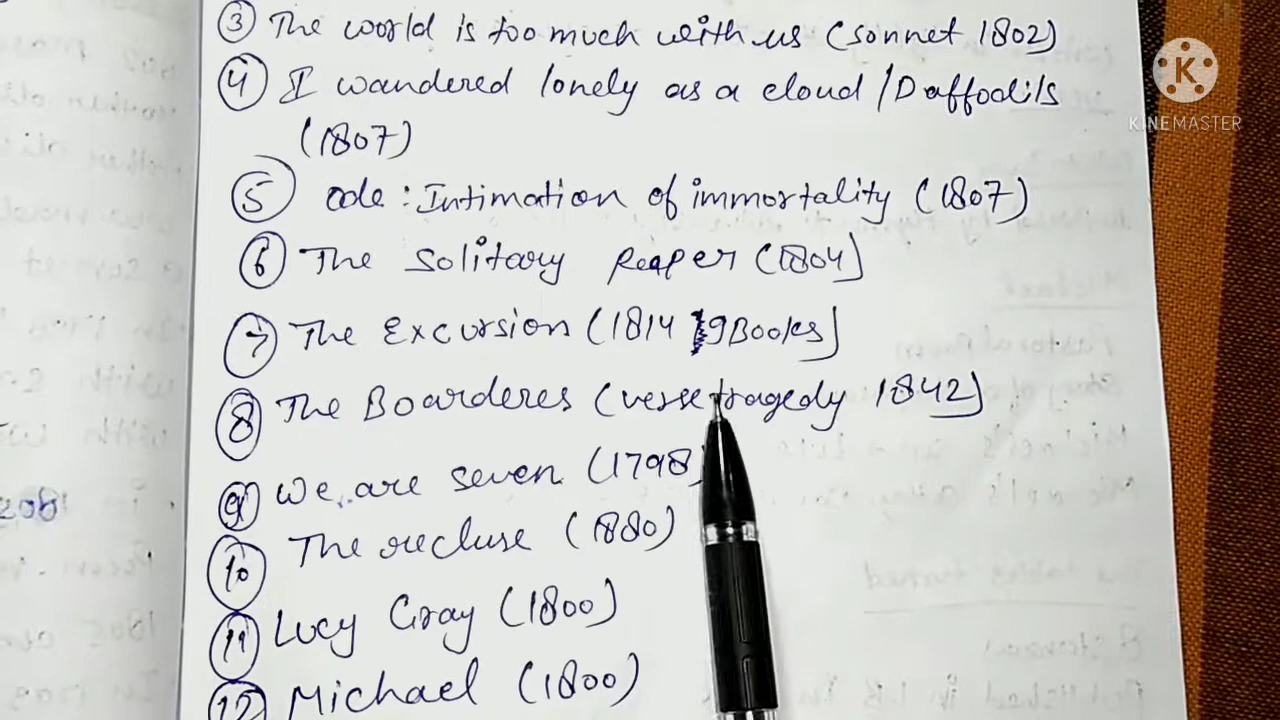 ③ The world is too much with us (sonnet 1802)
④ I wandered lonely as a cloud / Daffodils
(1807)
⑤ ode : Intimation of immortality (1807)
⑥ The Solitary Reaper (1804)
⑦ The Excursion (1814 9Books)
⑧ The Boarderes (verse tragedy 1842)
⑨ We are seven (1798)
⑩ The recluse (1880)
⑪ Lucy Gray (1800)
⑫ Michael (1800)
K
KINEMASTER